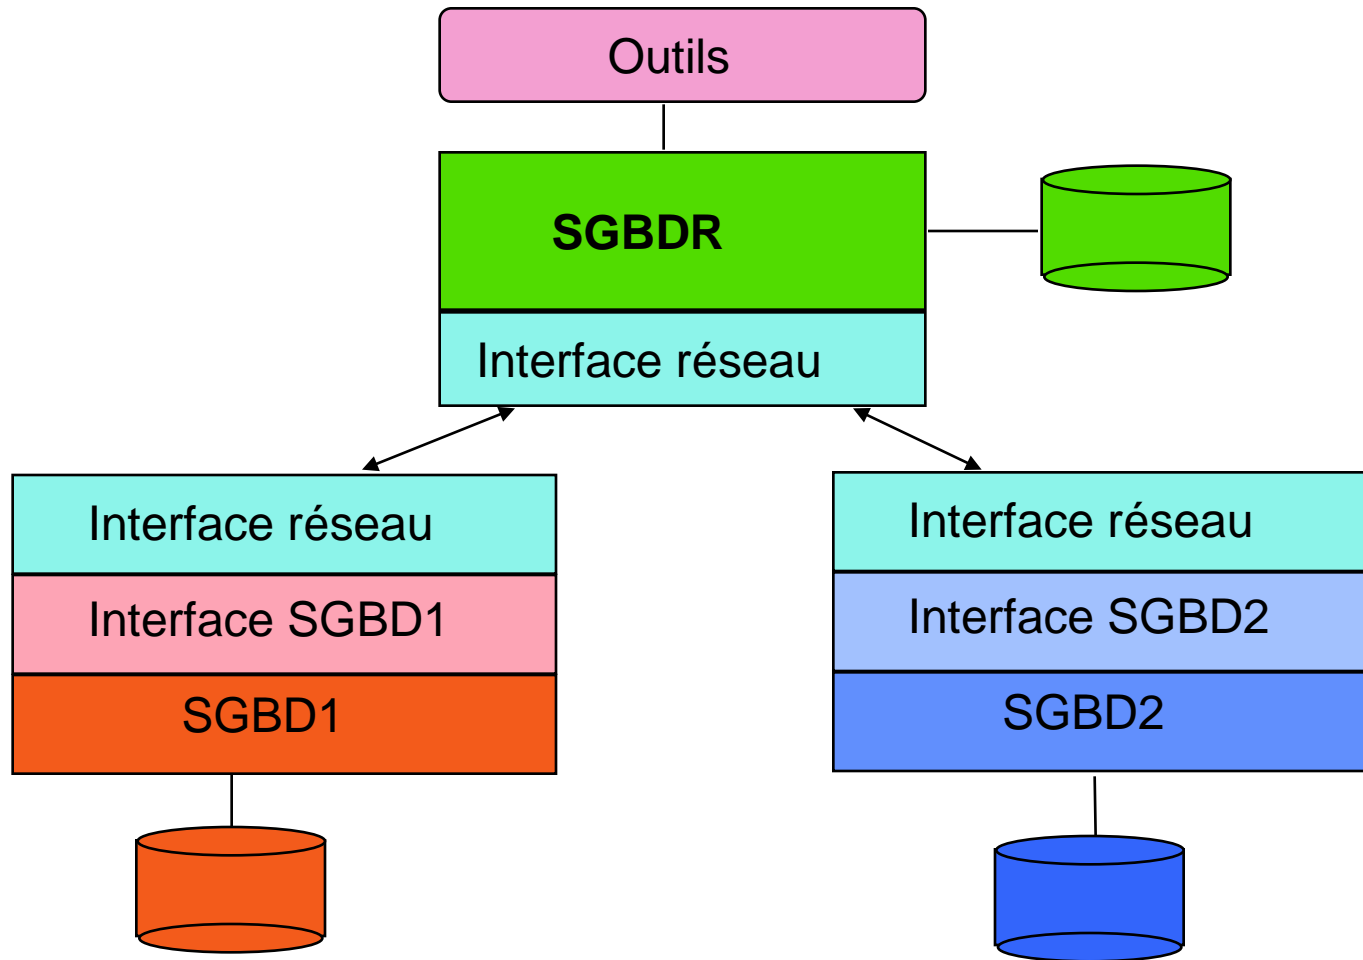 Outils
SGBDR
Interface réseau
Interface réseau
Interface SGBD1
SGBD1
Interface réseau
Interface SGBD2
SGBD2